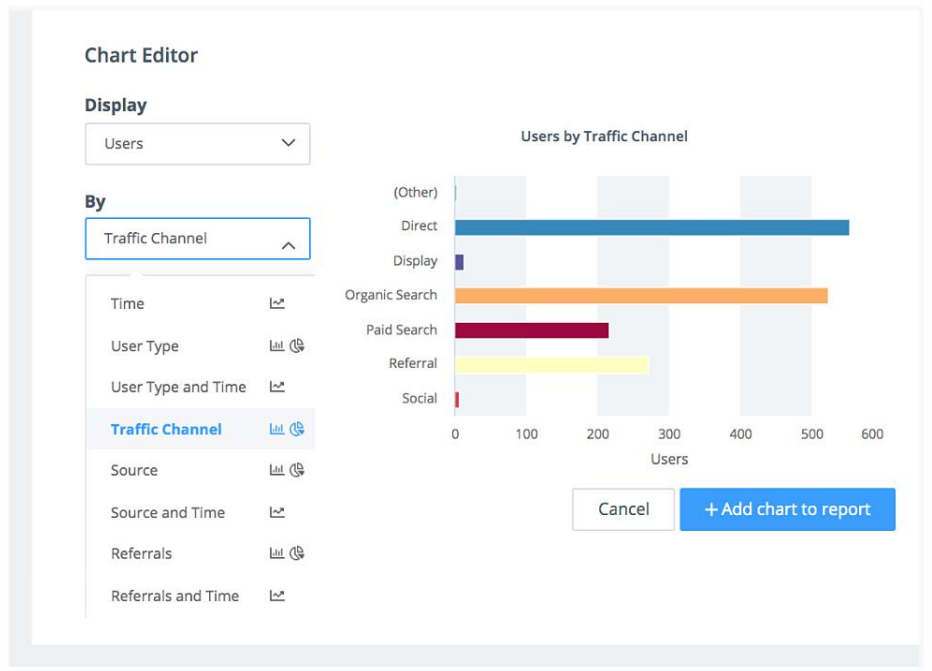 Chart Editor
Display
Users
By
Traffic Channel
Time
User Type
User Type and Time
Traffic Channel
Source
Source and Time
Referrals
Referrals and Time
Users by Traffic Channel
(Other)
Direct
Display
Organic Search
Paid Search
Referral
Social
0 100 200 300 400 500 600
Users
Cancel
+ Add chart to report